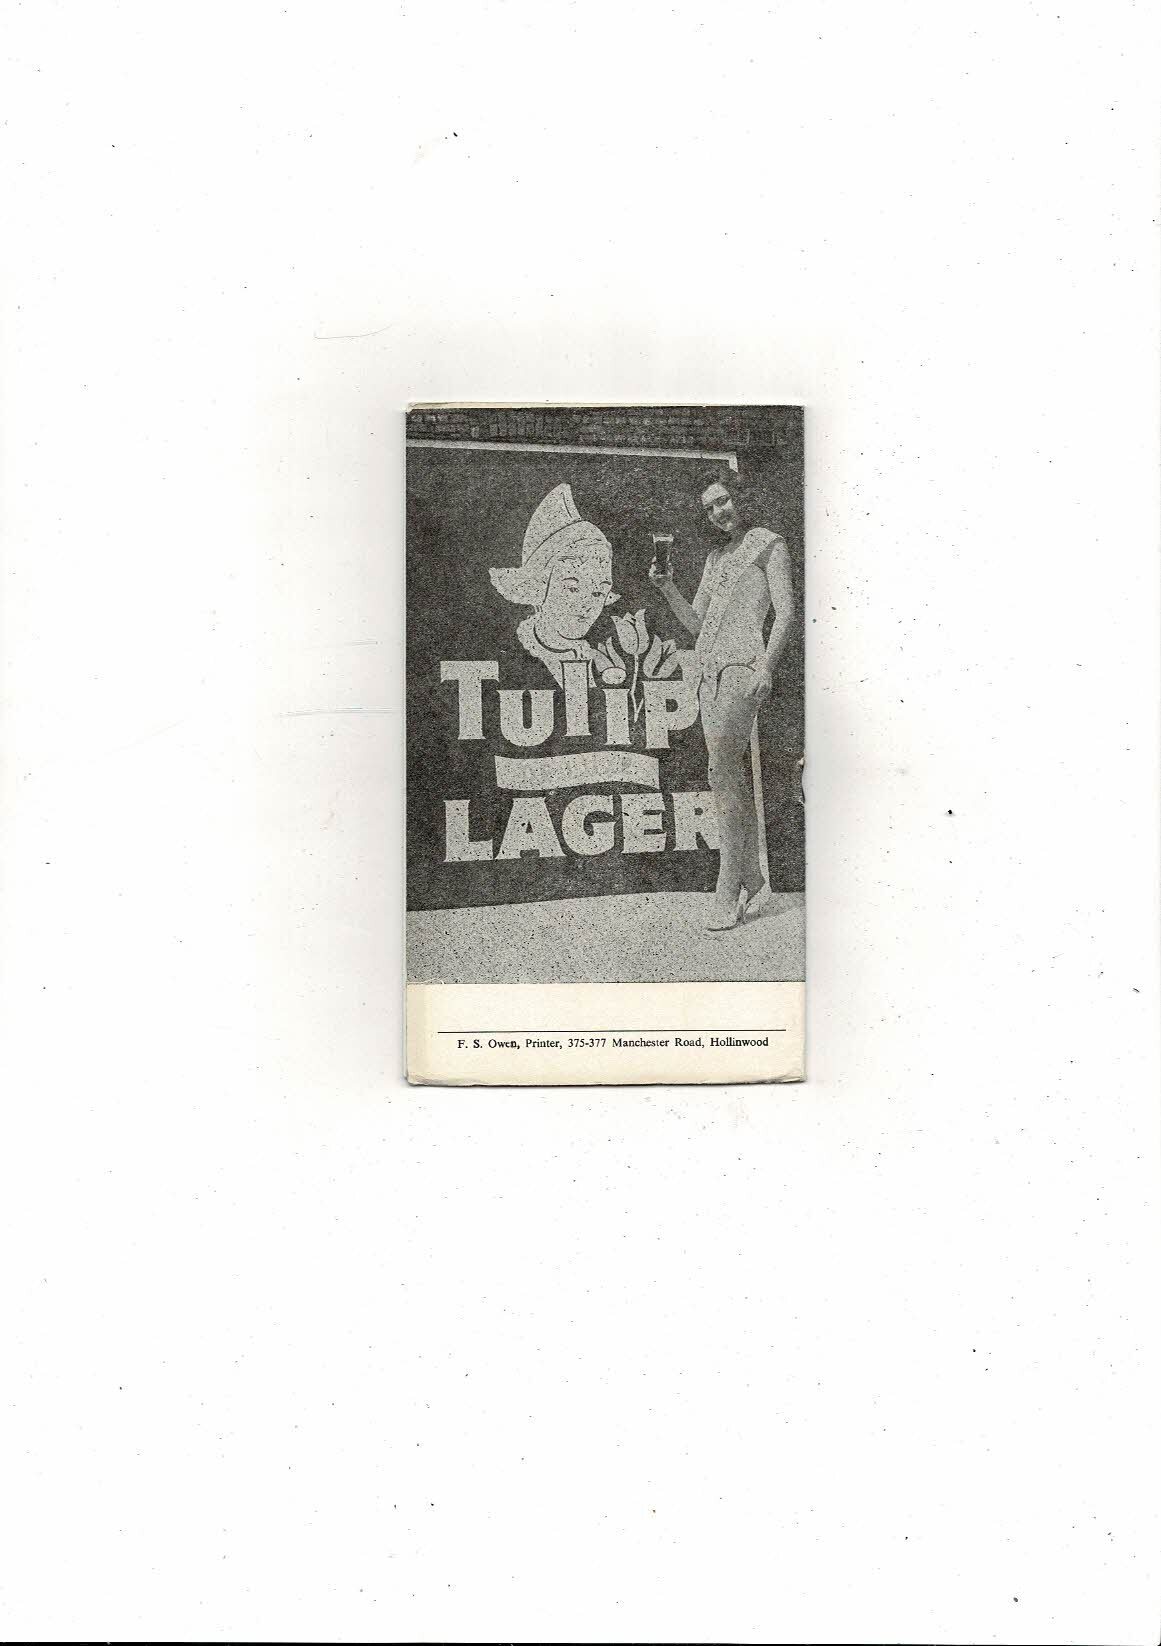 Tulip
LAGER
F. S. Owen, Printer, 375-377 Manchester Road, Hollinwood